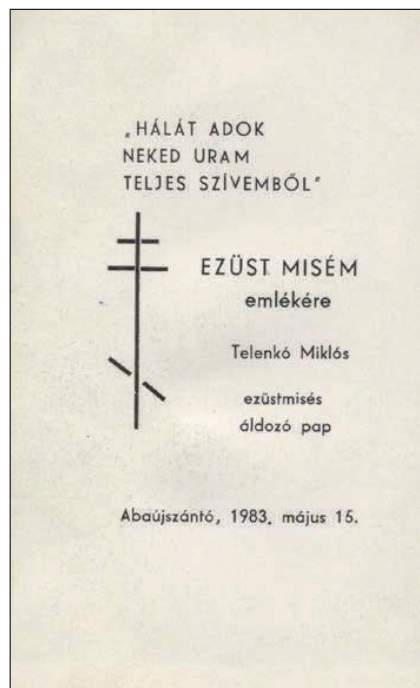 „HÁLÁT ADOK
NEKED URAM
TELJES SZÍVEMBŐL"
EZÜST MISÉM
emlékére
Telenkó Miklós
ezüstmisés
áldozó pap
Abaújszántó, 1983. május 15.